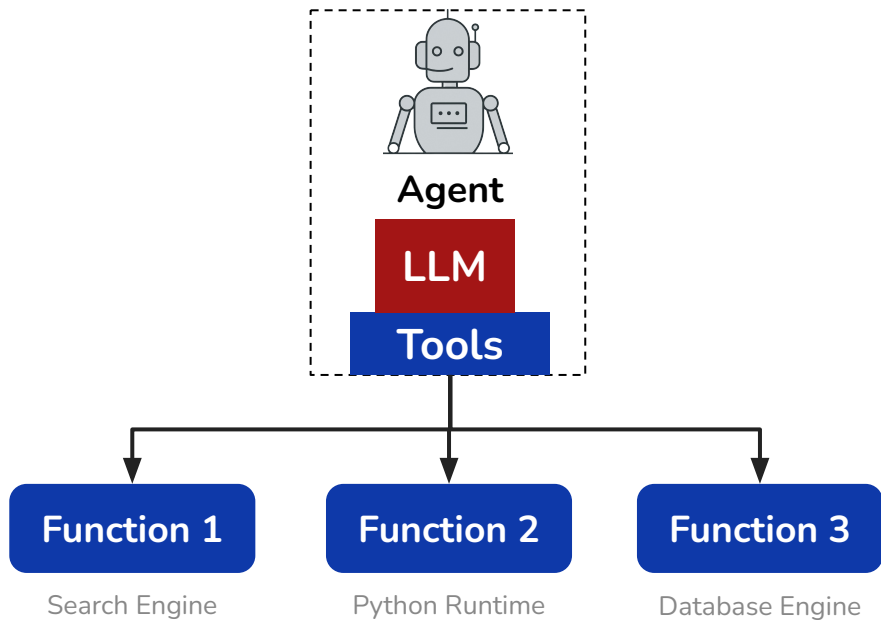 Agent
LLM
Tools
Function 1
Function 2
Function 3
Search Engine
Python Runtime
Database Engine